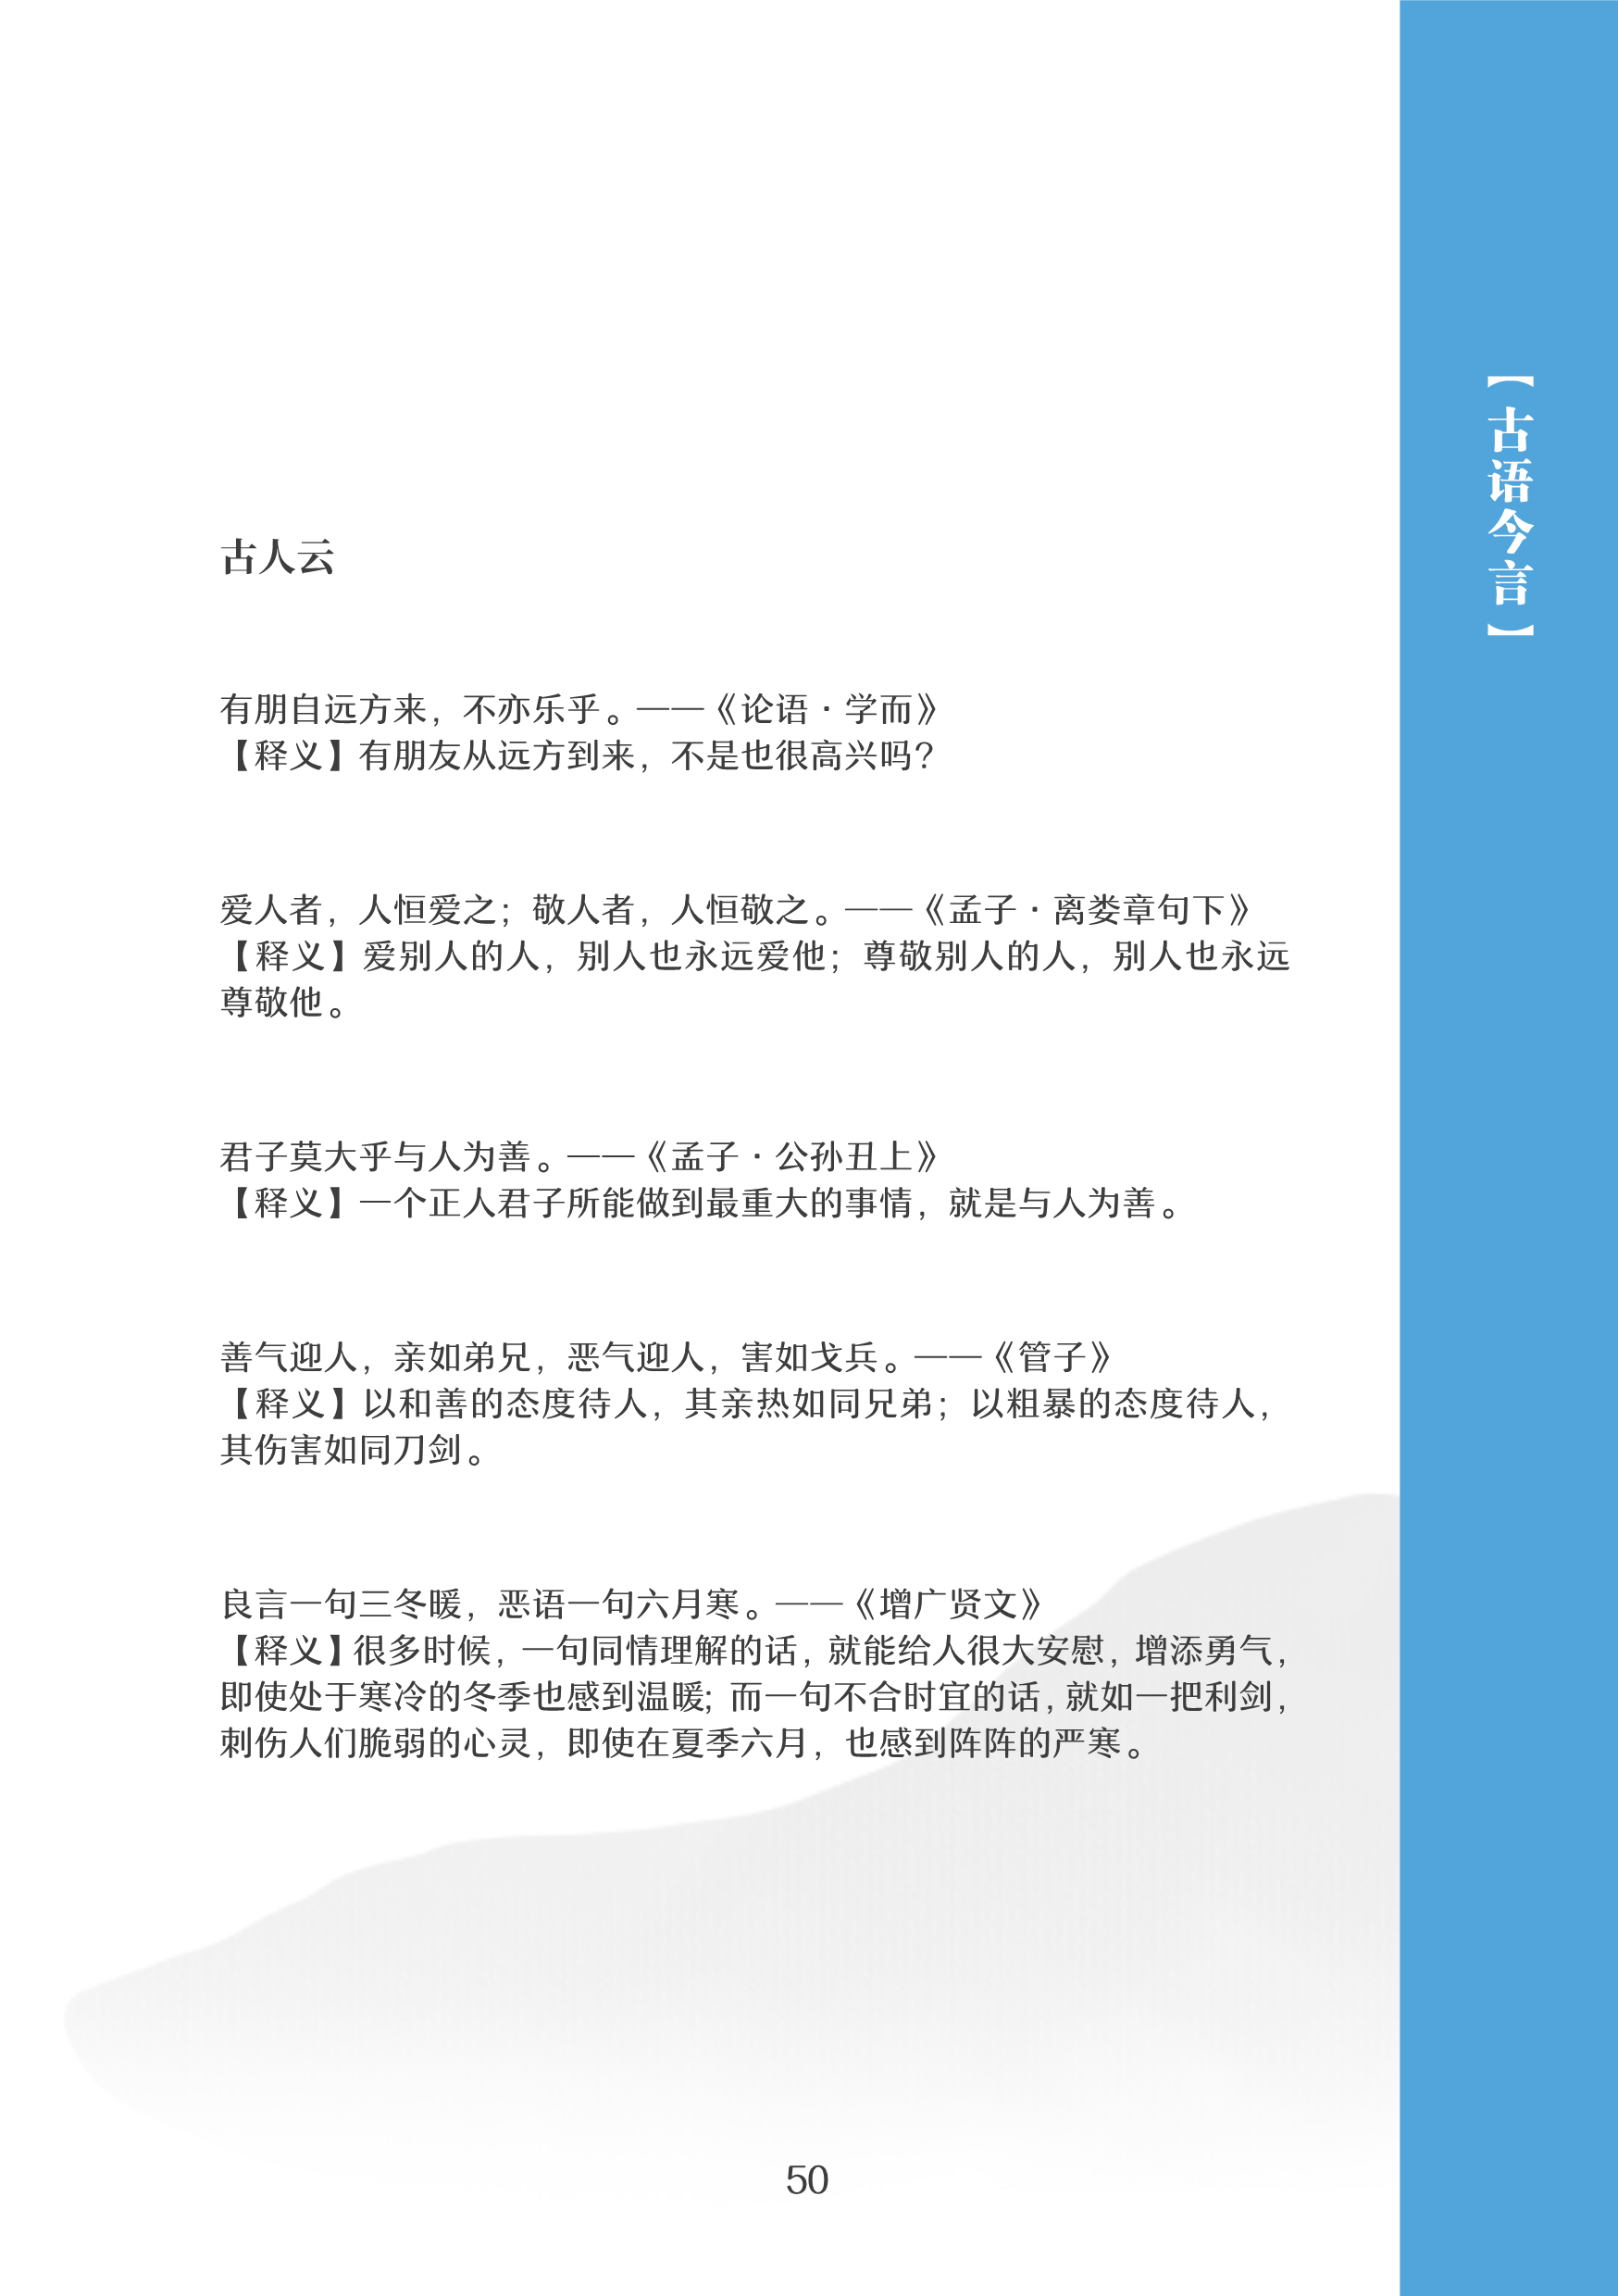 【古语今言】
古人云
有朋自远方来，不亦乐乎。——《论语·学而》
【释义】有朋友从远方到来，不是也很高兴吗？
爱人者，人恒爱之；敬人者，人恒敬之。——《孟子·离娄章句下》
【释义】爱别人的人，别人也永远爱他；尊敬别人的人，别人也永远
尊敬他。
君子莫大乎与人为善。——《孟子·公孙丑上》
【释义】一个正人君子所能做到最重大的事情，就是与人为善。
善气迎人，亲如弟兄，恶气迎人，害如戈兵。——《管子》
【释义】以和善的态度待人，其亲热如同兄弟；以粗暴的态度待人，
其伤害如同刀剑。
良言一句三冬暖，恶语一句六月寒。——《增广贤文》
【释义】很多时候，一句同情理解的话，就能给人很大安慰，增添勇气，
即使处于寒冷的冬季也感到温暖；而一句不合时宜的话，就如一把利剑，
刺伤人们脆弱的心灵，即使在夏季六月，也感到阵阵的严寒。
50